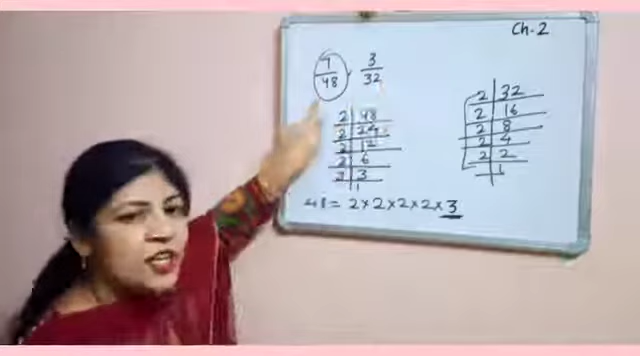 Ch.2
7/48, 3/32
2 | 48
2 | 24
2 | 12
2 | 6
3 | 3
1
2 | 32
2 | 16
2 | 8
2 | 4
2 | 2
1
48 = 2 × 2 × 2 × 2 × 3